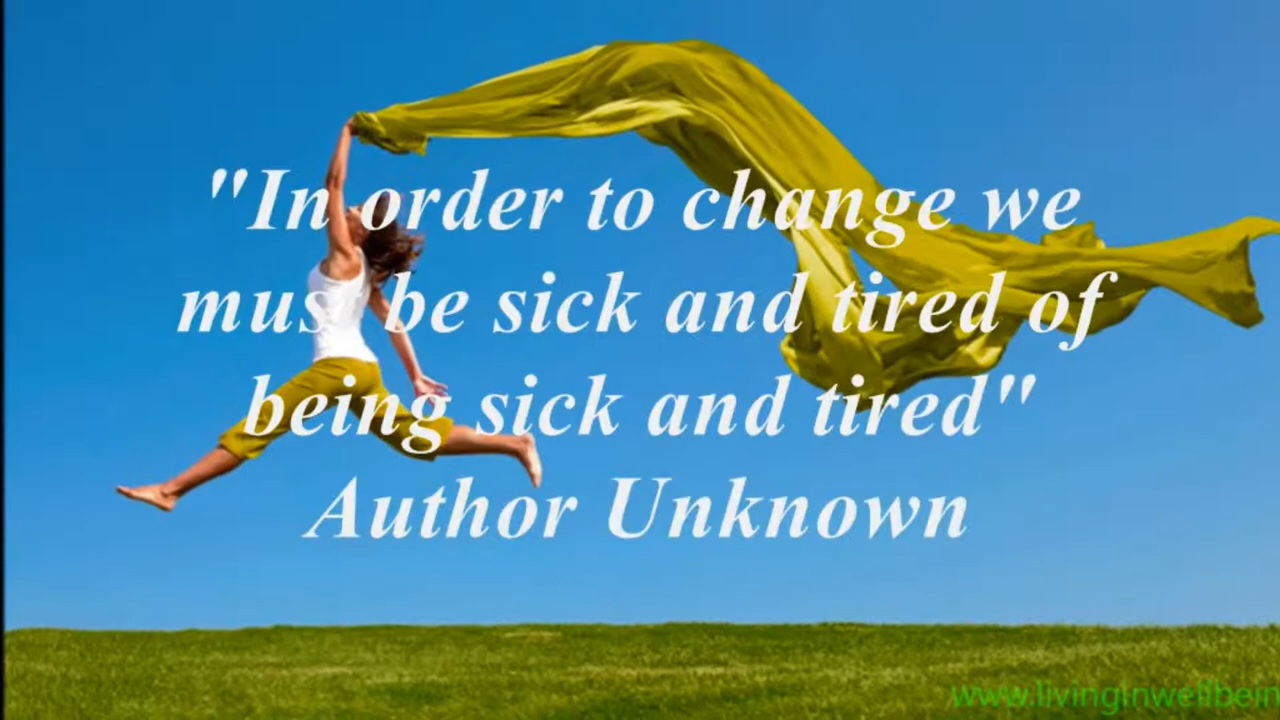 "In order to change we
must be sick and tired of
being sick and tired"
Author Unknown
www.livinginwellbein